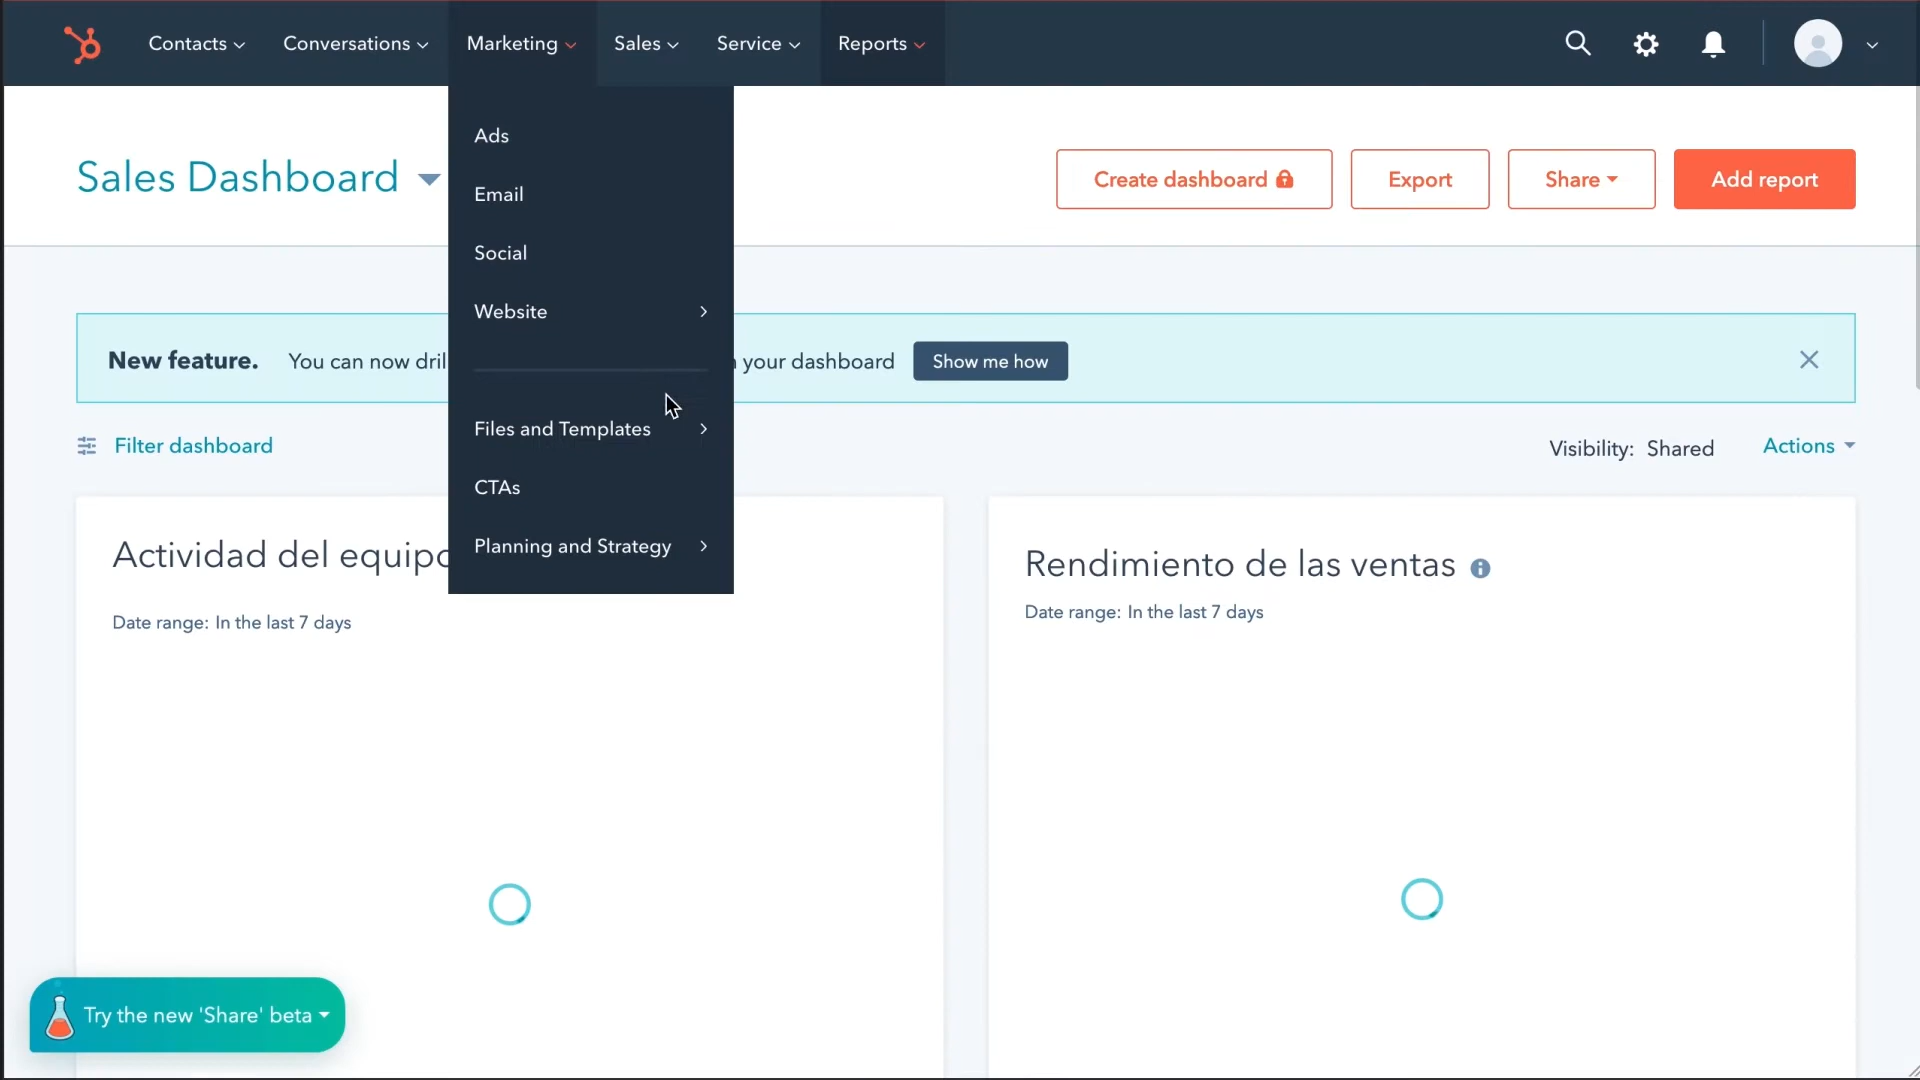 Contacts Conversations Marketing Sales Service Reports
Ads
Email
Social
Website
Files and Templates
CTAs
Planning and Strategy
Sales Dashboard
Create dashboard Export Share Add report
New feature. You can now dril your dashboard Show me how
Filter dashboard
Visibility: Shared Actions
Actividad del equipo
Date range: In the last 7 days
Rendimiento de las ventas
Date range: In the last 7 days
Try the new 'Share' beta